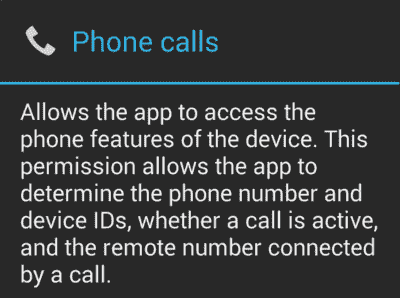 Phone calls
Allows the app to access the
phone features of the device. This
permission allows the app to
determine the phone number and
device IDs, whether a call is active,
and the remote number connected
by a call.